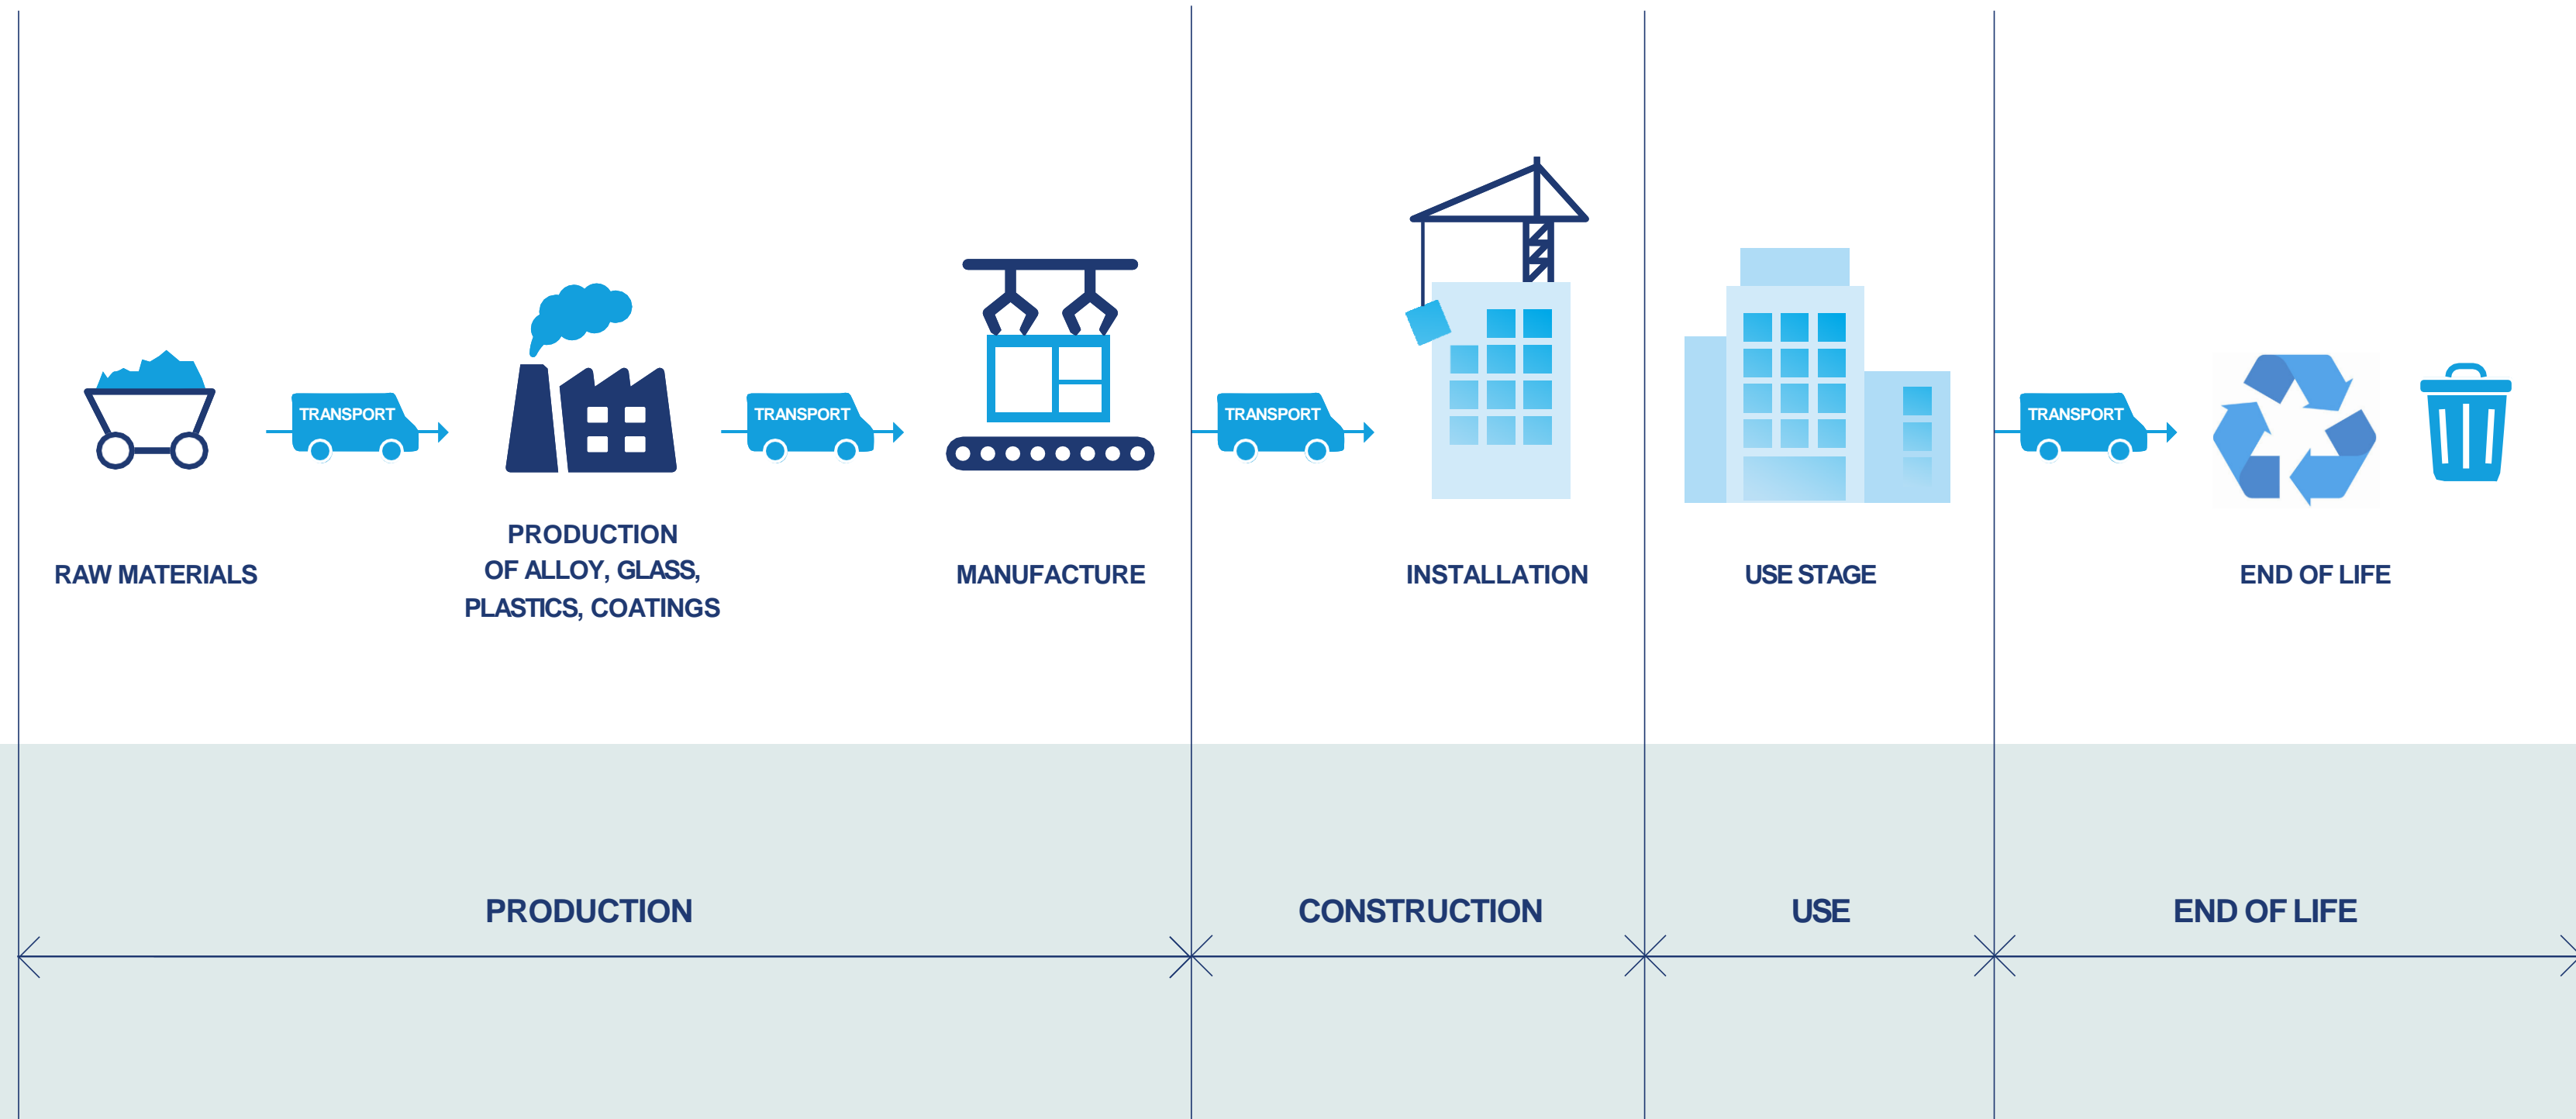 TRANSPORT
TRANSPORT
TRANSPORT
TRANSPORT
RAW MATERIALS
PRODUCTION
OF ALLOY, GLASS,
PLASTICS, COATINGS
MANUFACTURE
INSTALLATION
USE STAGE
END OF LIFE
PRODUCTION
CONSTRUCTION
USE
END OF LIFE